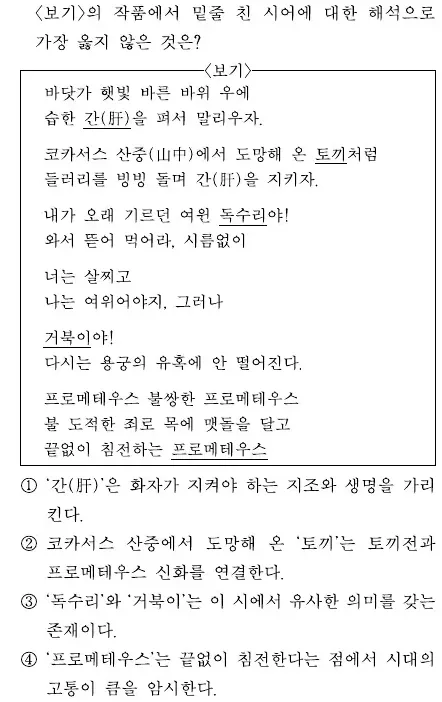 〈보기〉의 작품에서 밑줄 친 시어에 대한 해석으로
가장 옳지 않은 것은?
〈보기〉
바닷가 햇빛 바른 바위 우에
습한 간(肝)을 펴서 말리우자.
코카서스 산중(山中)에서 도망해 온 토끼처럼
들러리를 빙빙 돌며 간(肝)을 지키자.
내가 오래 기르던 여윈 독수리야!
와서 뜯어 먹어라, 시름없이
너는 살찌고
나는 여위어야지, 그러나
거북이야!
다시는 용궁의 유혹에 안 떨어진다.
프로메테우스 불쌍한 프로메테우스
불 도적한 죄로 목에 맷돌을 달고
끝없이 침전하는 프로메테우스
① ‘간(肝)’은 화자가 지켜야 하는 지조와 생명을 가리
킨다.
② 코카서스 산중에서 도망해 온 ‘토끼’는 토끼전과
프로메테우스 신화를 연결한다.
③ ‘독수리’와 ‘거북이’는 이 시에서 유사한 의미를 갖는
존재이다.
④ ‘프로메테우스’는 끝없이 침전한다는 점에서 시대의
고통이 큼을 암시한다.